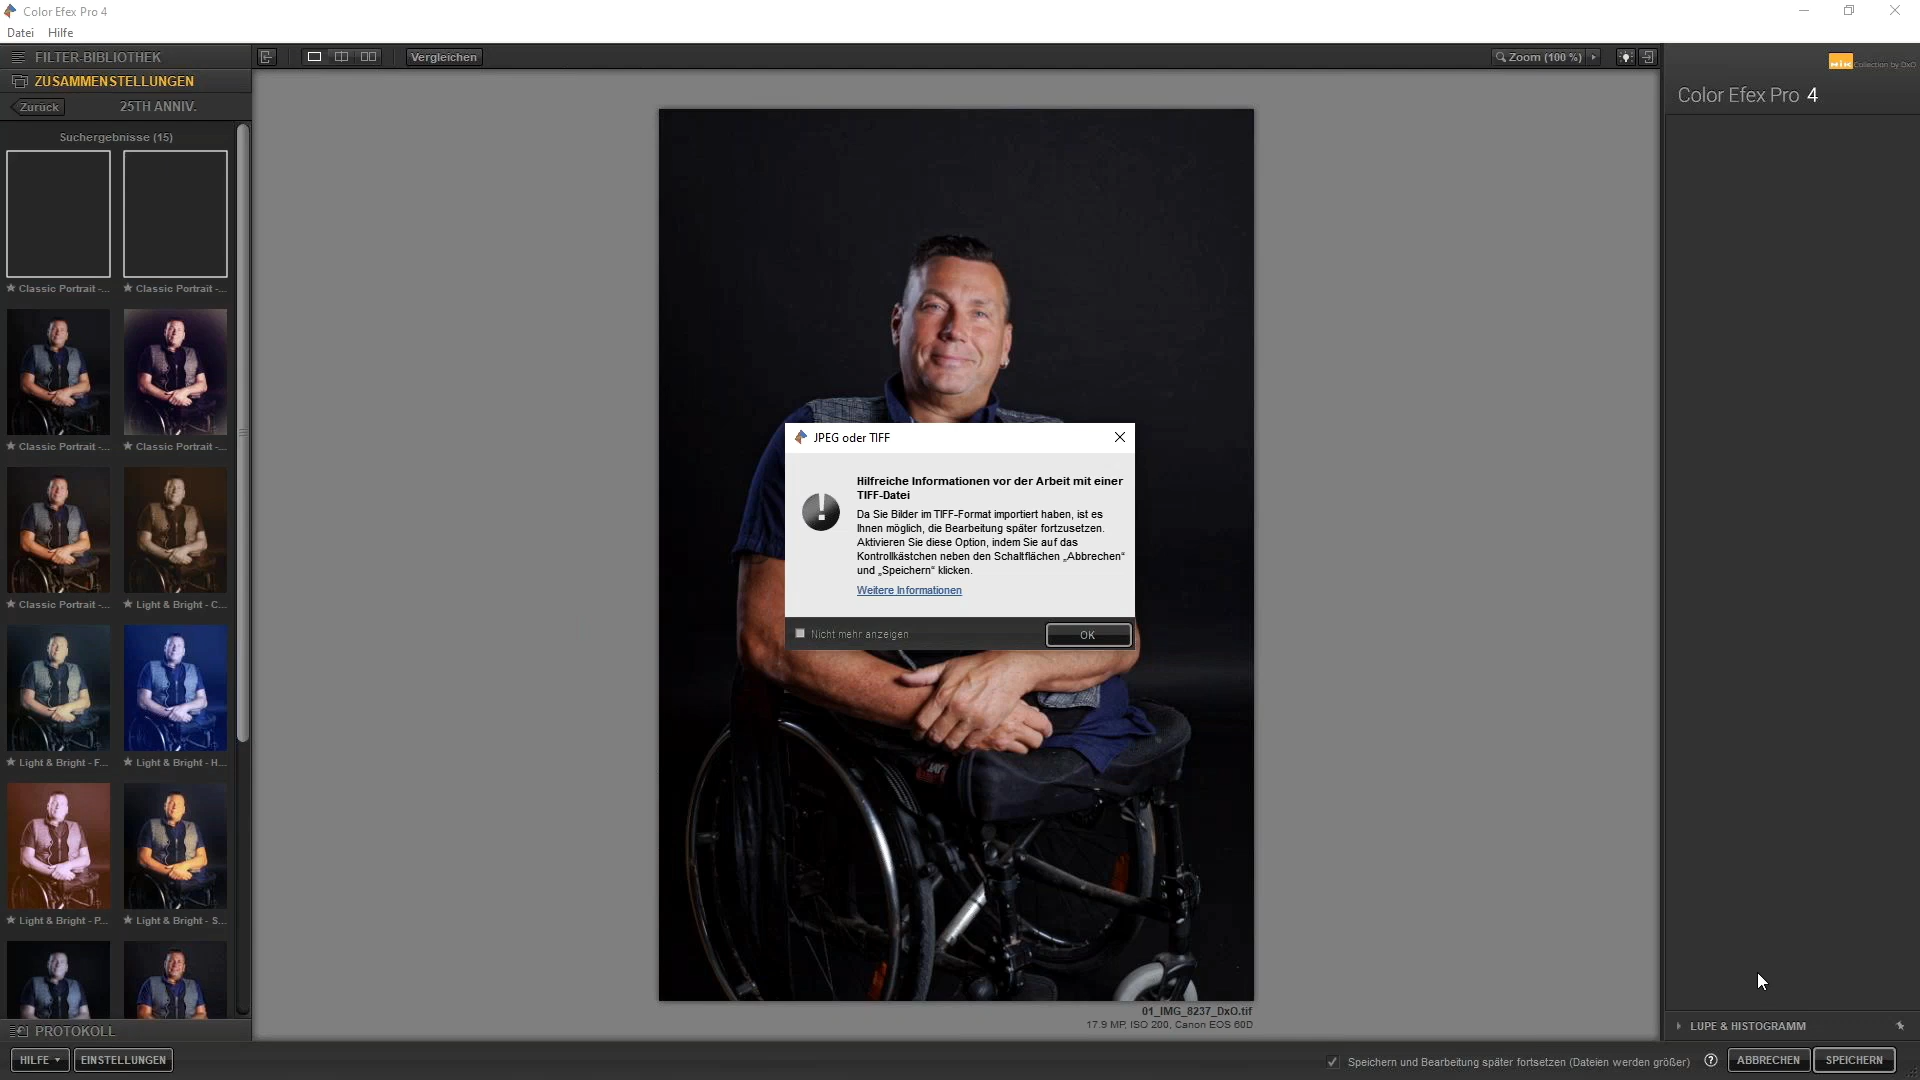 Color Efex Pro 4
Datei Hilfe
FILTER-BIBLIOTHEK
Vergleichen
Zoom (100 %)
ZUSAMMENSTELLUNGEN
Zurück
25TH ANNIV.
Suchergebnisse (15)
Classic Portrait -... Classic Portrait -...
Classic Portrait -... Classic Portrait -...
Classic Portrait -... Light & Bright - C...
Light & Bright - F... Light & Bright - H...
Light & Bright - P... Light & Bright - S...
PROTOKOLL
HILFE EINSTELLUNGEN
JPEG oder TIFF
Hilfreiche Informationen vor der Arbeit mit einer
TIFF-Datei
Da Sie Bilder im TIFF-Format importiert haben, ist es
Ihnen möglich, die Bearbeitung später fortzusetzen.
Aktivieren Sie diese Option, indem Sie auf das
Kontrollkästchen neben den Schaltflächen „Abbrechen“
und „Speichern“ klicken.
Weitere Informationen
Nicht mehr anzeigen
OK
JAY
01_IMG_8237_DxO.tif
17.9 MP, ISO 200, Canon EOS 60D
Nik Collection by DxO
Color Efex Pro 4
LUPE & HISTOGRAMM
Speichern und Bearbeitung später fortsetzen (Dateien werden größer)
?
ABBRECHEN
SPEICHERN